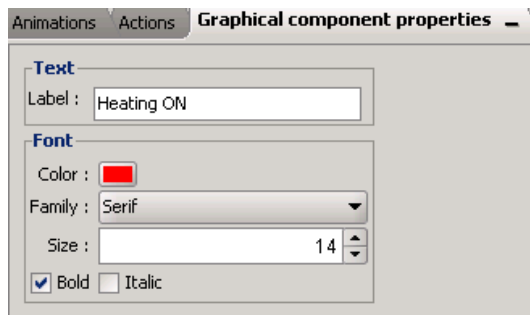 Animations Actions Graphical component properties
Text
Label : Heating ON
Font
Color :
Family : Serif
Size : 14
Bold Italic